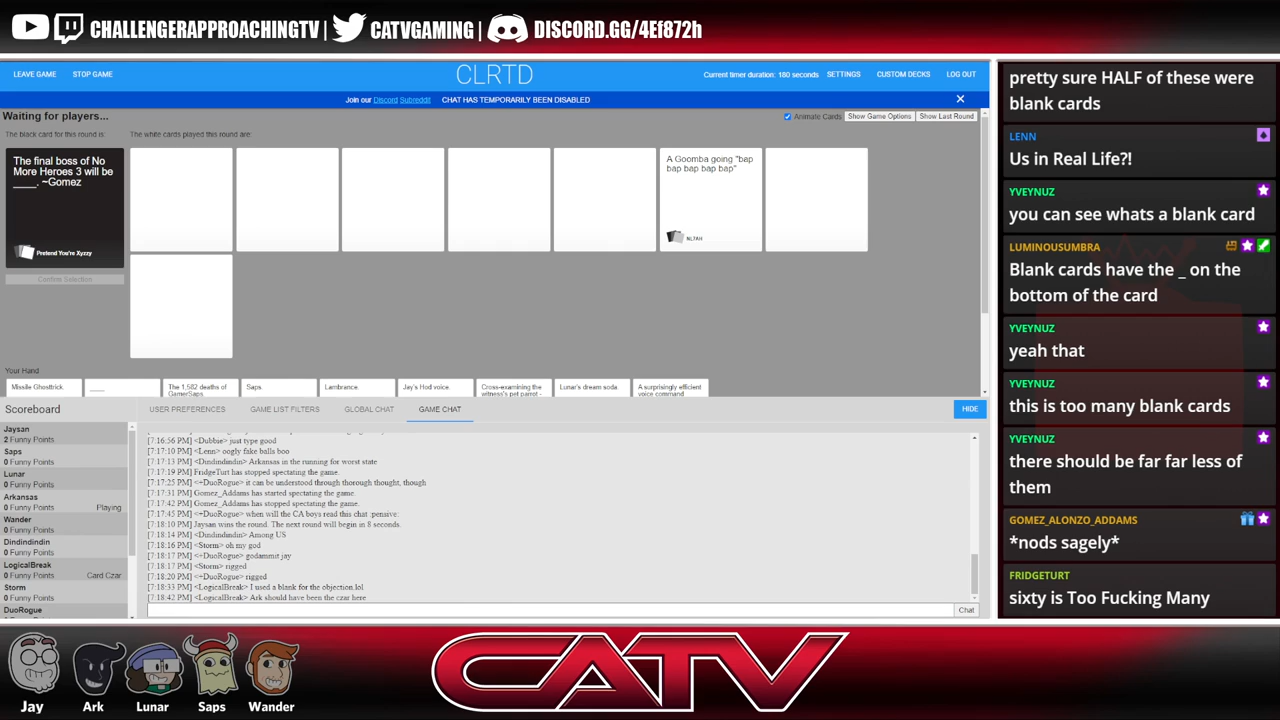 CHALLENGERAPPROACHINGTV | CATVGAMING | DISCORD.GG/4Ef872h
LEAVE GAME STOP GAME CLRTD Current timer duration: 180 seconds SETTINGS CUSTOM DECKS LOG OUT
Join our Discord Subreddit CHAT HAS TEMPORARILY BEEN DISABLED
Waiting for players...
Animate Cards Show Game Options Show Last Round
The black card for this round is: The white cards played this round are:
The final boss of No
More Heroes 3 will be
____. ~Gomez
Pretend You're Xyzzy
Confirm Selection
A Goomba going "bap
bap bap bap bap"
NLTAH
Your Hand
Missile Ghosttrick.
____
The 1,582 deaths of
GamerSaps
Saps.
Lambrance.
Jay's Hod voice.
Cross-examining the
witness's pet parrot -
Lunar's dream soda.
A surprisingly efficient
voice command
Scoreboard
Jaysan
2 Funny Points
Saps
0 Funny Points
Lunar
0 Funny Points
Arkansas
0 Funny Points Playing
Wander
0 Funny Points
Dindindindin
0 Funny Points
LogicalBreak
0 Funny Points Card Czar
Storm
0 Funny Points
DuoRogue
USER PREFERENCES GAME LIST FILTERS GLOBAL CHAT GAME CHAT HIDE
[7:16:56 PM] <Dubbie> just type good
[7:17:10 PM] <Lenn> oogly fake balls boo
[7:17:13 PM] <Dindindindin> Arkansas in the running for worst state
[7:17:19 PM] FridgeTurt has stopped spectating the game.
[7:17:25 PM] <+DuoRogue> it can be understood through thorough thought, though
[7:17:31 PM] Gomez_Addams has started spectating the game.
[7:17:42 PM] Gomez_Addams has stopped spectating the game.
[7:17:45 PM] <+DuoRogue> when will the CA boys read this chat :pensive:
[7:18:10 PM] Jaysan wins the round. The next round will begin in 8 seconds.
[7:18:14 PM] <Dindindindin> Among US
[7:18:16 PM] <Storm> oh my god
[7:18:17 PM] <+DuoRogue> godammit jay
[7:18:17 PM] <Storm> rigged
[7:18:20 PM] <+DuoRogue> rigged
[7:18:33 PM] <LogicalBreak> I used a blank for the objection lol
[7:18:42 PM] <LogicalBreak> Ark should have been the czar here
Chat
pretty sure HALF of these were
blank cards
LENN
Us in Real Life?!
YVEYNUZ
you can see whats a blank card
LUMINOUSUMBRA
Blank cards have the _ on the
bottom of the card
YVEYNUZ
yeah that
YVEYNUZ
this is too many blank cards
YVEYNUZ
there should be far far less of
them
GOMEZ_ALONZO_ADDAMS
*nods sagely*
FRIDGETURT
sixty is Too Fucking Many
Jay Ark Lunar Saps Wander
CATV